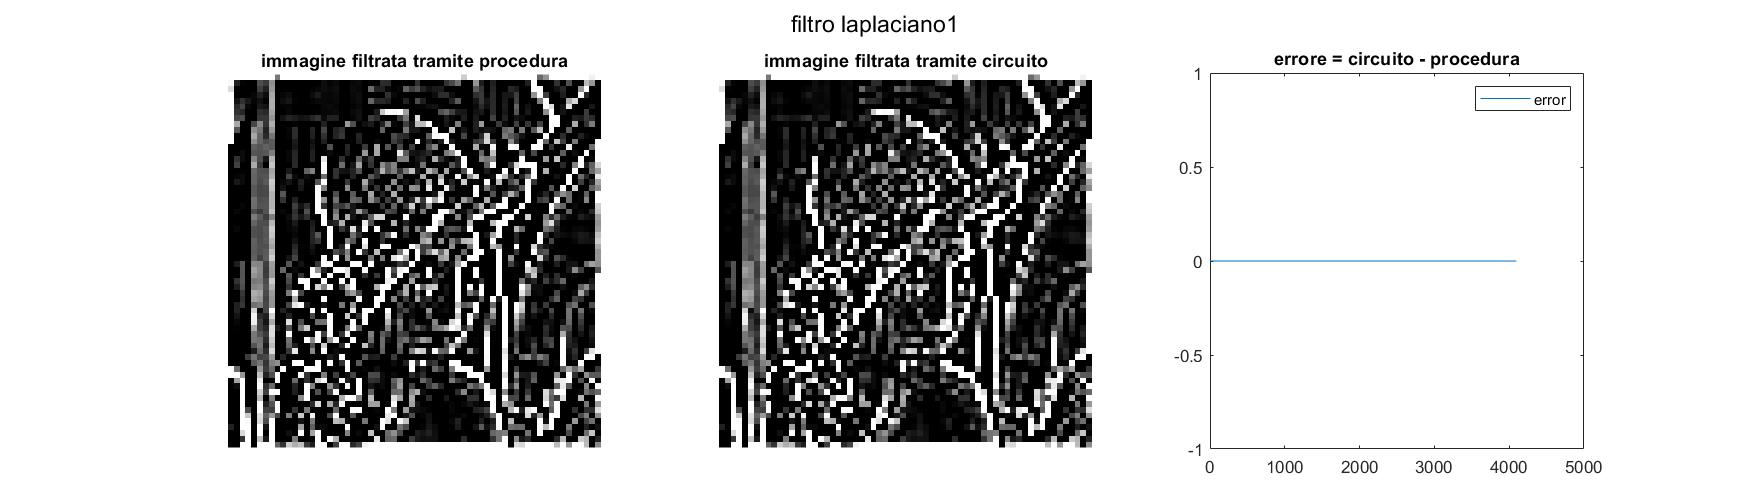 filtro laplaciano1
immagine filtrata tramite procedura
immagine filtrata tramite circuito
errore = circuito - procedura
1
0.5
0
-0.5
-1
error
0 1000 2000 3000 4000 5000